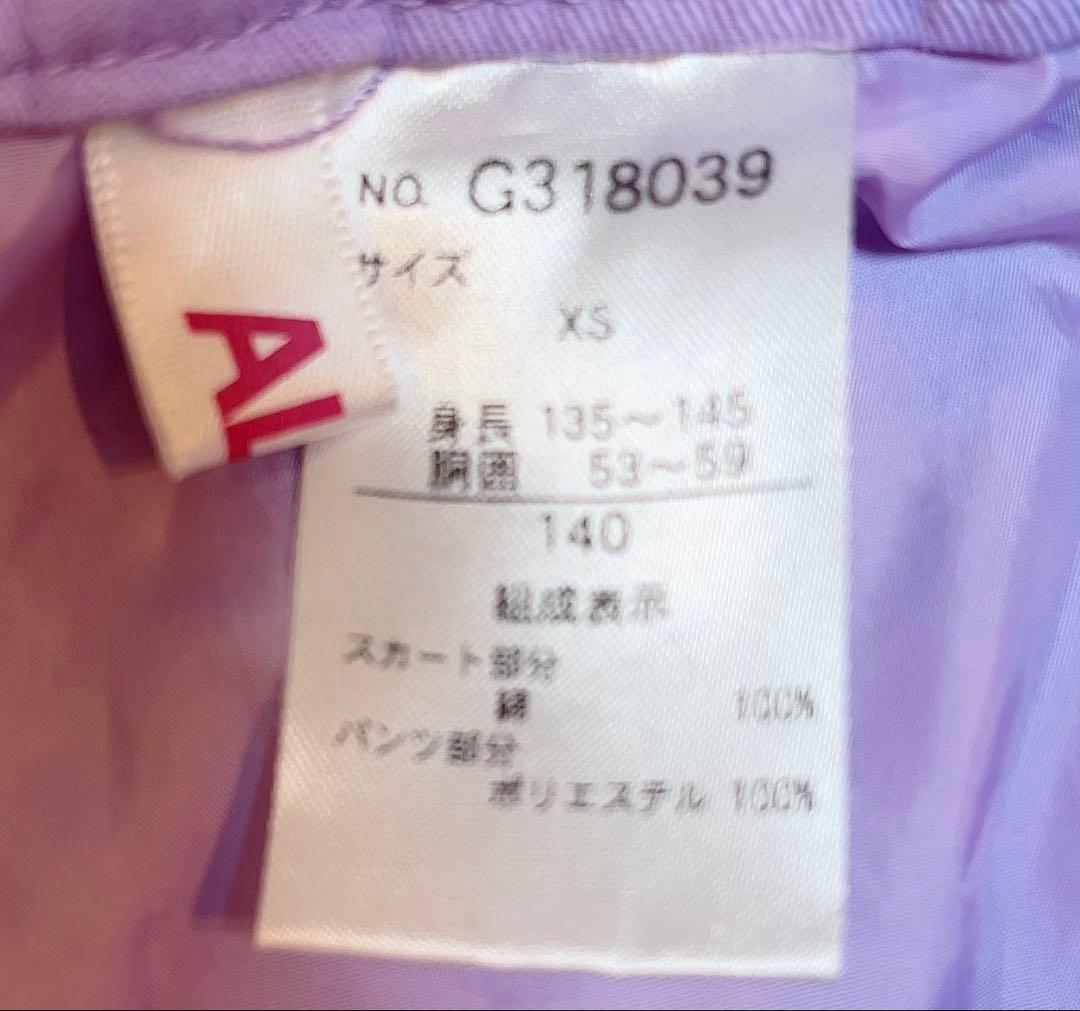 NO. G318039
サイズ
XS
身長 135～145
胴囲 53～59
140
組成表示
スカート部分
綿 100%
パンツ部分
ポリエステル 100%
AL